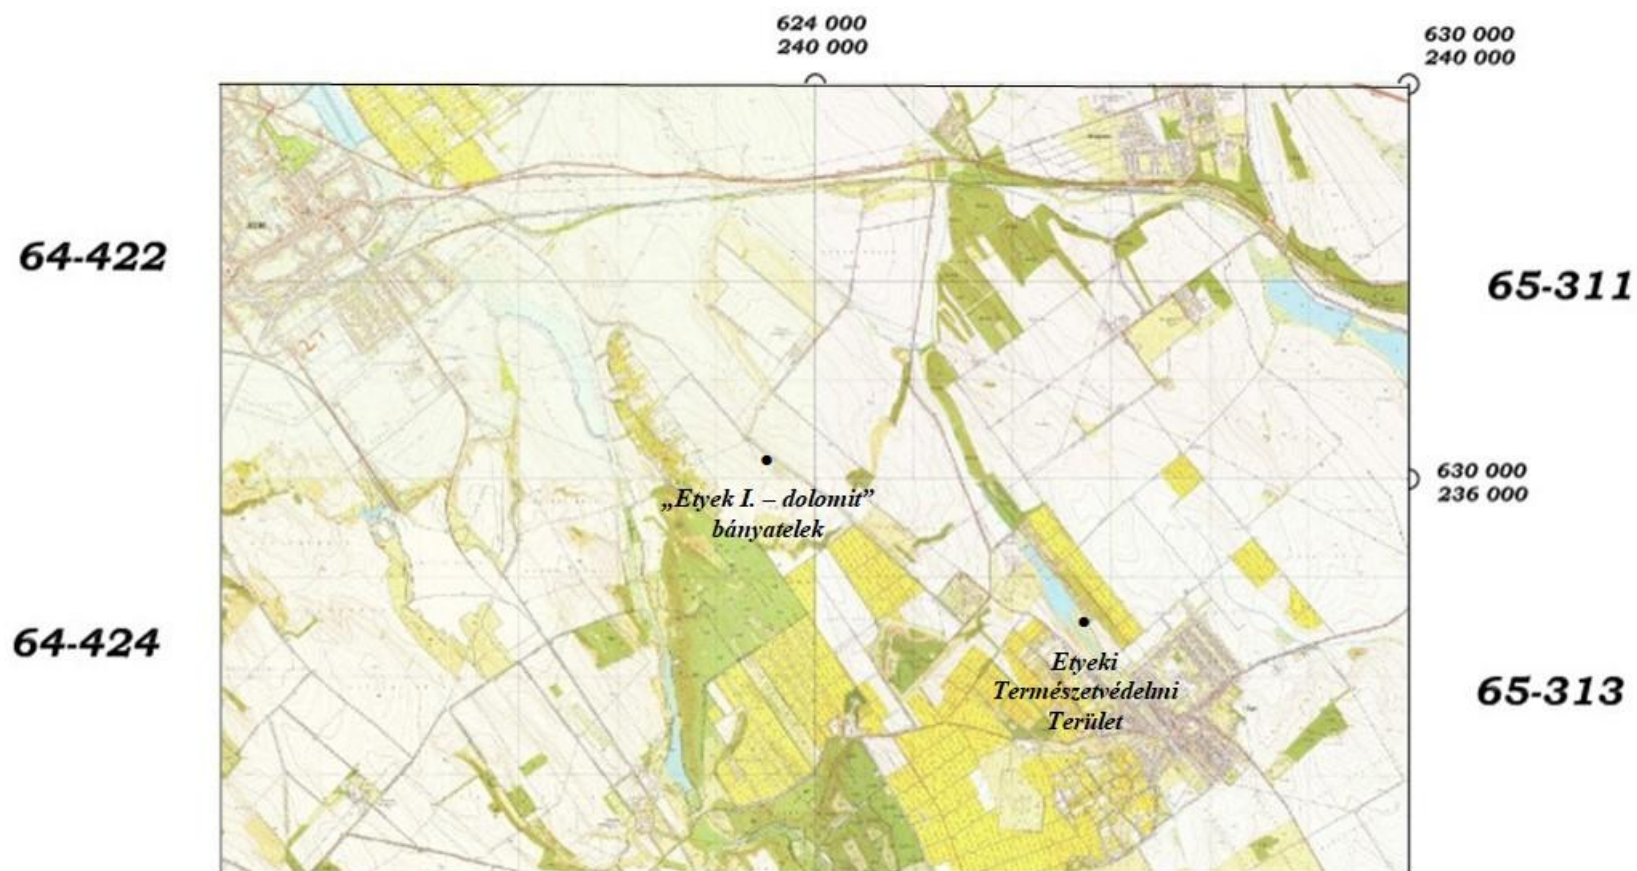 624 000
240 000
630 000
240 000
64-422
65-311
630 000
236 000
„Etyek I. – dolomit”
bányatelek
64-424
Etyeki
Természetvédelmi
Terület
65-313